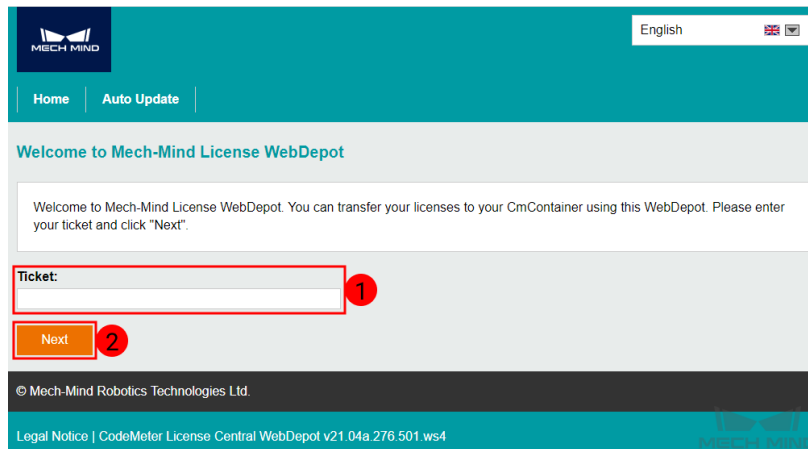 MECH MIND
English
Home
Auto Update
Welcome to Mech-Mind License WebDepot
Welcome to Mech-Mind License WebDepot. You can transfer your licenses to your CmContainer using this WebDepot. Please enter
your ticket and click "Next".
Ticket:
1
Next
2
© Mech-Mind Robotics Technologies Ltd.
Legal Notice | CodeMeter License Central WebDepot v21.04a.276.501.ws4
MECH MIND